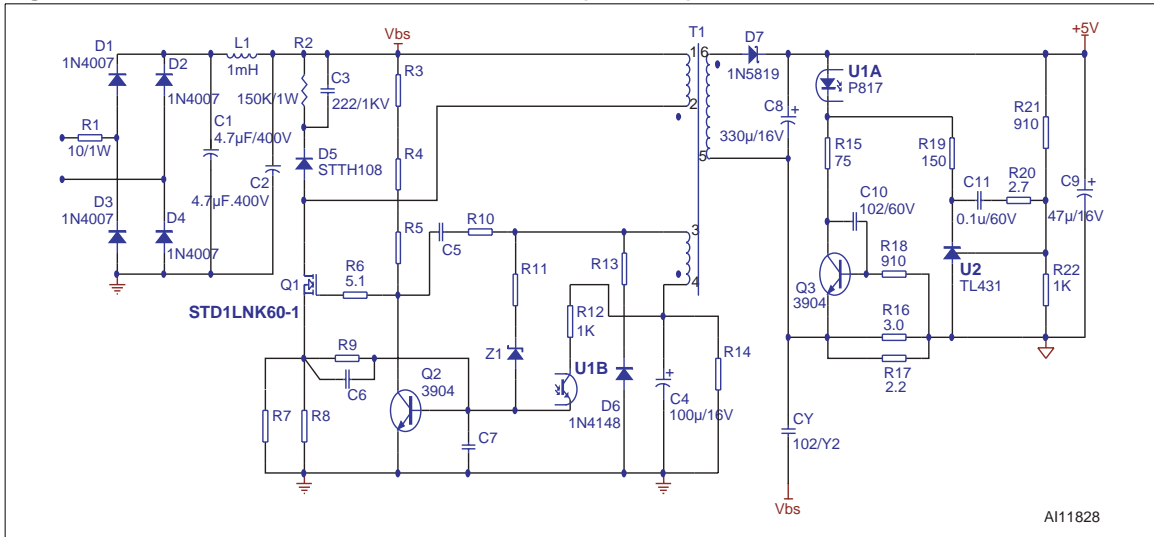 Vbs
T1
+5V
D1
1N4007
D2
1N4007
L1
1mH
R2
150K/1W
C3
222/1KV
R3
1
6
D7
1N5819
U1A
P817
R1
10/1W
C1
4.7µF/400V
C2
4.7µF.400V
D5
STTH108
R4
2
5
C8
+
330µ/16V
R15
75
R19
150
R21
910
C11
0.1u/60V
R20
2.7
C9
+
47µ/16V
D3
1N4007
D4
1N4007
R5
C5
R10
3
4
C10
102/60V
Q1
STD1LNK60-1
R6
5.1
R11
R13
R12
1K
R14
Q3
3904
R18
910
U2
TL431
R22
1K
R16
3.0
R17
2.2
R9
C6
Z1
U1B
Q2
3904
D6
1N4148
+
C4
100µ/16V
R7
R8
C7
CY
102/Y2
Vbs
AI11828